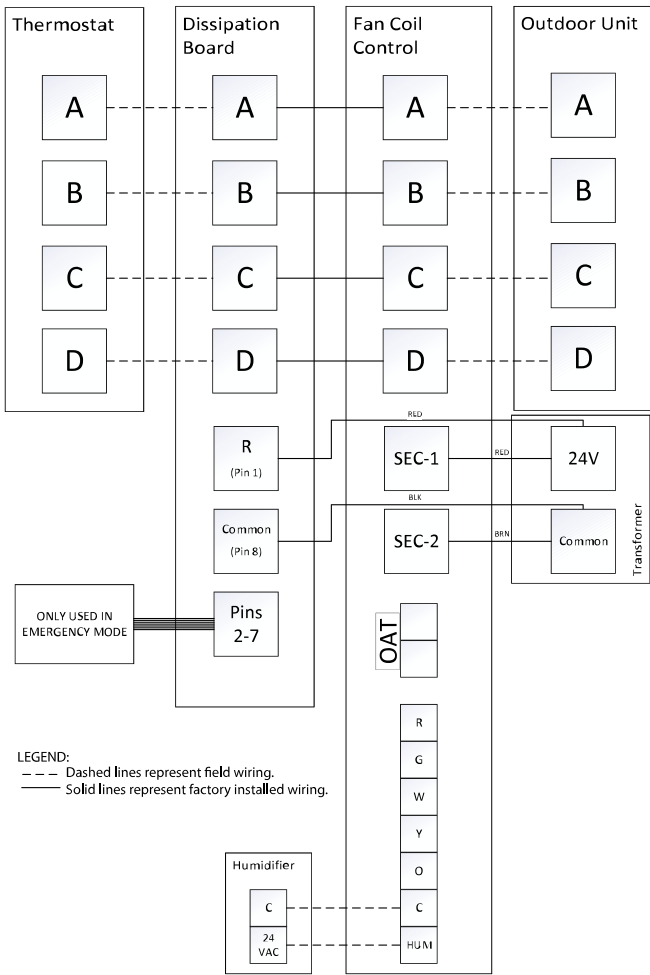 Thermostat
Dissipation
Board
Fan Coil
Control
Outdoor Unit
A
A
A
A
B
B
B
B
C
C
C
C
D
D
D
D
RED
R
(Pin 1)
SEC-1
RED
24V
BLK
Common
(Pin 8)
SEC-2
BRN
Common
Transformer
ONLY USED IN
EMERGENCY MODE
Pins
2-7
OAT
R
G
W
Y
O
C
HUM
LEGEND:
--- Dashed lines represent field wiring.
Solid lines represent factory installed wiring.
Humidifier
C
24
VAC